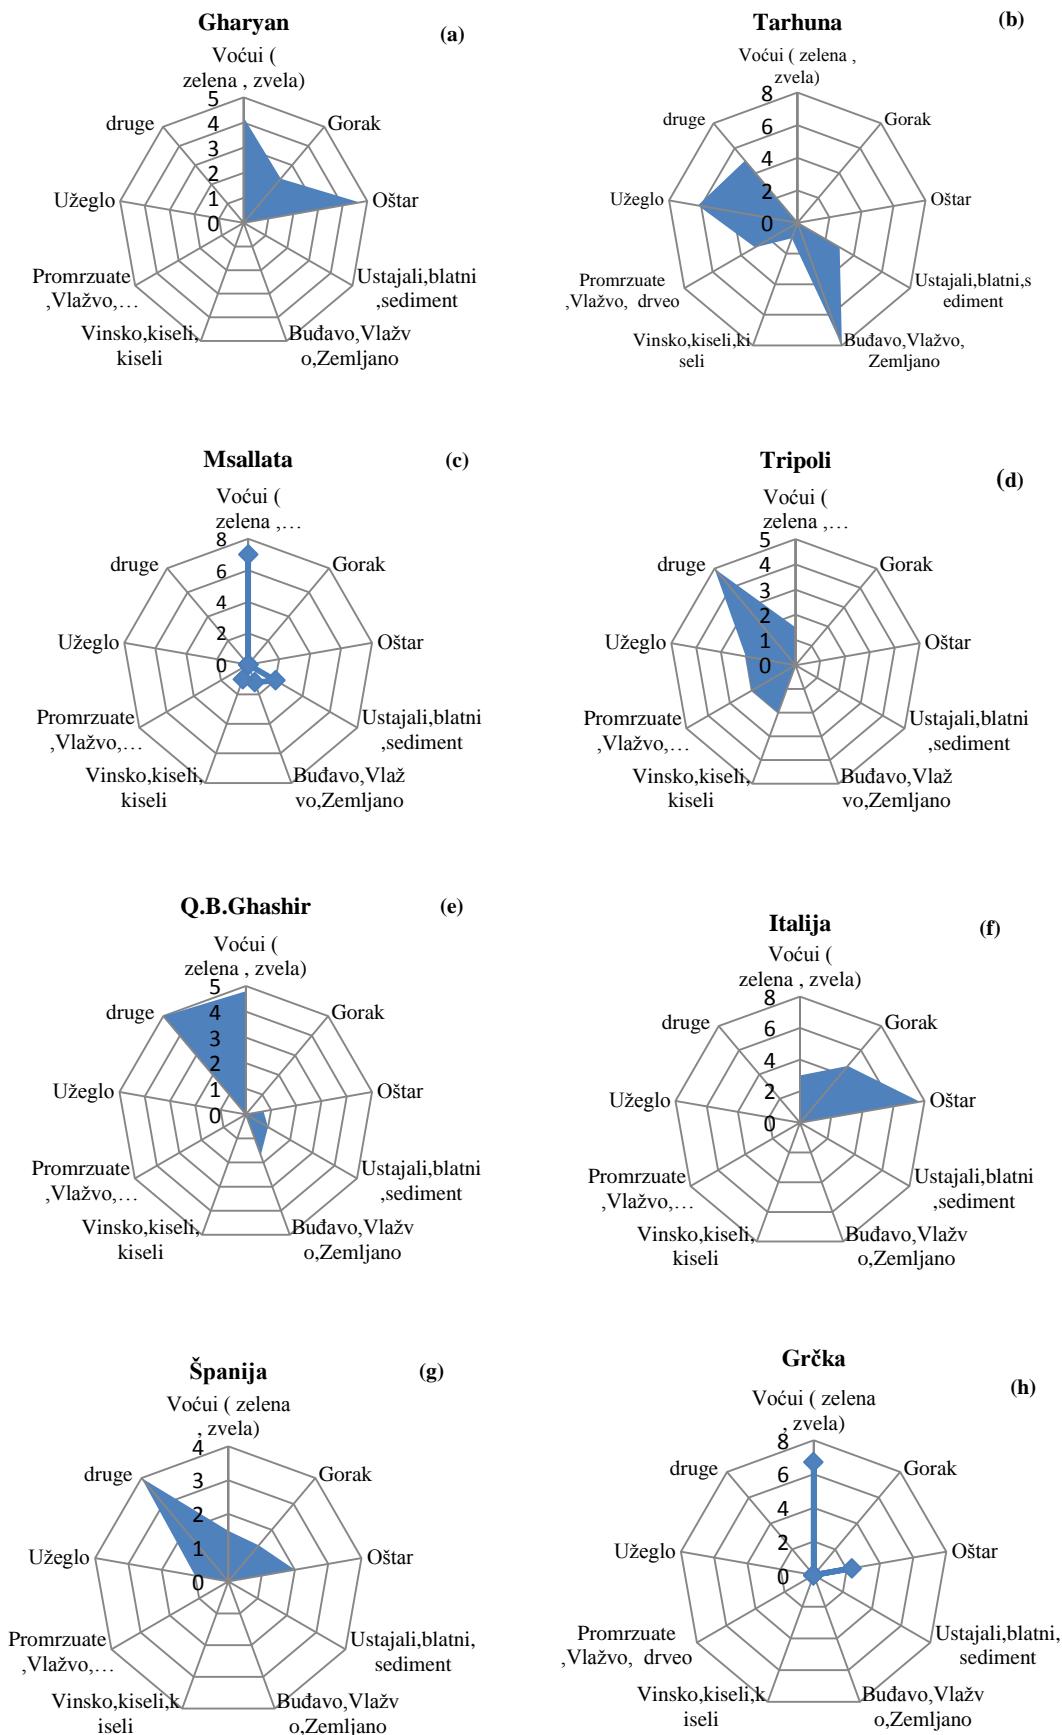 Gharyan
(a)
Voćui (
zelena , zvela)
5
4
3
2
1
0
Gorak
Oštar
Ustajali,blatni
,sediment
Buđavo,Vlažv
o,Zemljano
Vinsko,kiseli,
kiseli
Promrzuate
,Vlažvo,…
Užeglo
druge
Tarhuna
(b)
Voćui ( zelena ,
zvela)
8
6
4
2
0
Gorak
Oštar
Ustajali,blatni,s
ediment
Buđavo,Vlažvo,
Zemljano
Vinsko,kiseli,ki
seli
Promrzuate
,Vlažvo, drveo
Užeglo
druge
Msallata
(c)
Voćui (
zelena ,…
8
6
4
2
0
Gorak
Oštar
Ustajali,blatni
,sediment
Buđavo,Vlaž
vo,Zemljano
Vinsko,kiseli,
kiseli
Promrzuate
,Vlažvo,…
Užeglo
druge
Tripoli
(d)
Voćui (
zelena ,…
5
4
3
2
1
0
Gorak
Oštar
Ustajali,blatni
,sediment
Buđavo,Vlaž
vo,Zemljano
Vinsko,kiseli,
kiseli
Promrzuate
,Vlažvo,…
Užeglo
druge
Q.B.Ghashir
(e)
Voćui (
zelena , zvela)
5
4
3
2
1
0
Gorak
Oštar
Ustajali,blatni
,sediment
Buđavo,Vlažv
o,Zemljano
Vinsko,kiseli,
kiseli
Promrzuate
,Vlažvo,…
Užeglo
druge
Italija
(f)
Voćui (
zelena , zvela)
8
6
4
2
0
Gorak
Oštar
Ustajali,blatni
,sediment
Buđavo,Vlažv
o,Zemljano
Vinsko,kiseli,
kiseli
Promrzuate
,Vlažvo,…
Užeglo
druge
Španija
(g)
Voćui ( zelena
, zvela)
4
3
2
1
0
Gorak
Oštar
Ustajali,blatni,
sediment
Buđavo,Vlažv
o,Zemljano
Vinsko,kiseli,k
iseli
Promrzuate
,Vlažvo,…
Užeglo
druge
Grčka
(h)
Voćui ( zelena
, zvela)
8
6
4
2
0
Gorak
Oštar
Ustajali,blatni,
sediment
Buđavo,Vlažv
o,Zemljano
Vinsko,kiseli,k
iseli
Promrzuate
,Vlažvo, drveo
Užeglo
druge